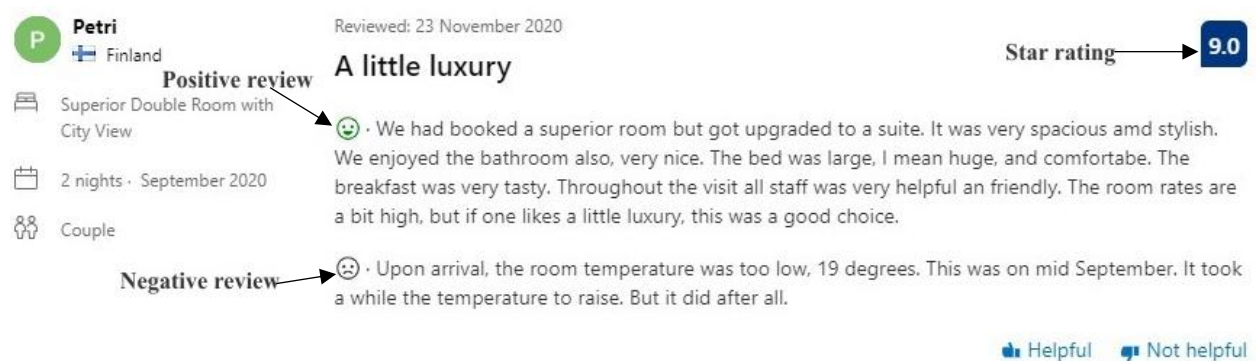 P
Petri
Finland
Superior Double Room with
City View
2 nights · September 2020
Couple
Positive review
Negative review
Reviewed: 23 November 2020
A little luxury
Star rating
9.0
· We had booked a superior room but got upgraded to a suite. It was very spacious amd stylish.
We enjoyed the bathroom also, very nice. The bed was large, I mean huge, and comfortabe. The
breakfast was very tasty. Throughout the visit all staff was very helpful an friendly. The room rates are
a bit high, but if one likes a little luxury, this was a good choice.
· Upon arrival, the room temperature was too low, 19 degrees. This was on mid September. It took
a while the temperature to raise. But it did after all.
Helpful
Not helpful